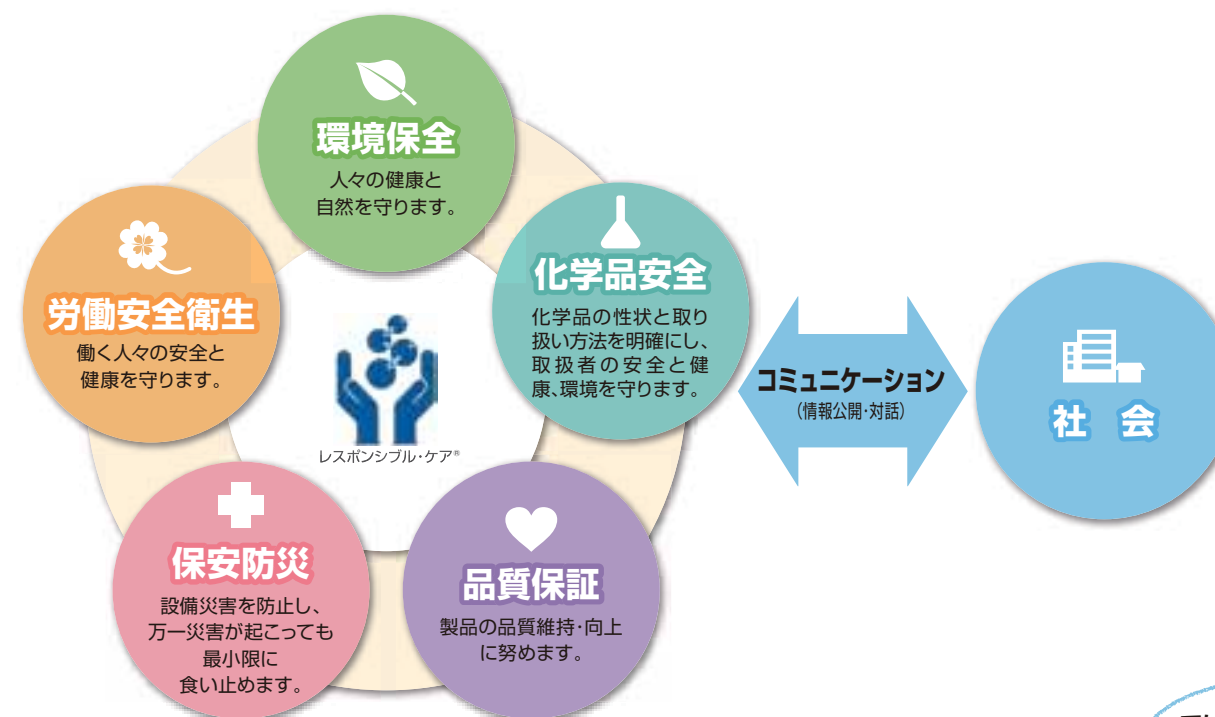 環境保全
人々の健康と
自然を守ります。
化学品安全
化学品の性状と取り
扱い方法を明確にし、
取扱者の安全と健
康、環境を守ります。
労働安全衛生
働く人々の安全と
健康を守ります。
レスポンシブル・ケア®
保安防災
設備災害を防止し、
万一災害が起こっても
最小限に
食い止めます。
品質保証
製品の品質維持・向上
に努めます。
コミュニケーション
(情報公開・対話)
社 会